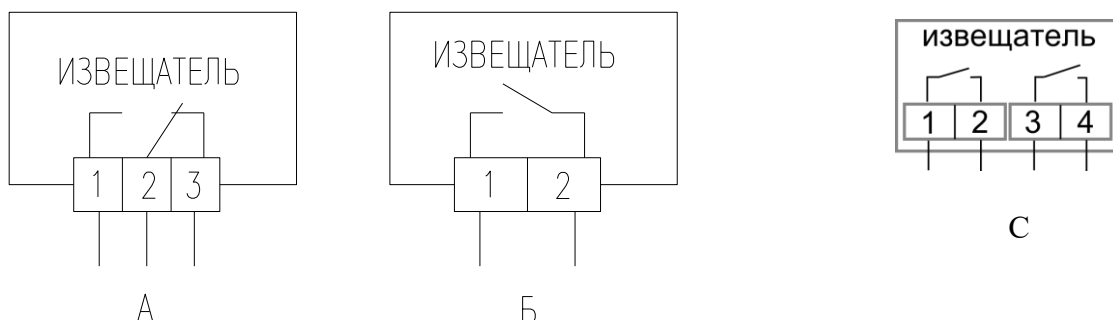 ИЗВЕЩАТЕЛЬ
1 2 3
А
ИЗВЕЩАТЕЛЬ
1 2
Б
извещатель
1 2 3 4
С